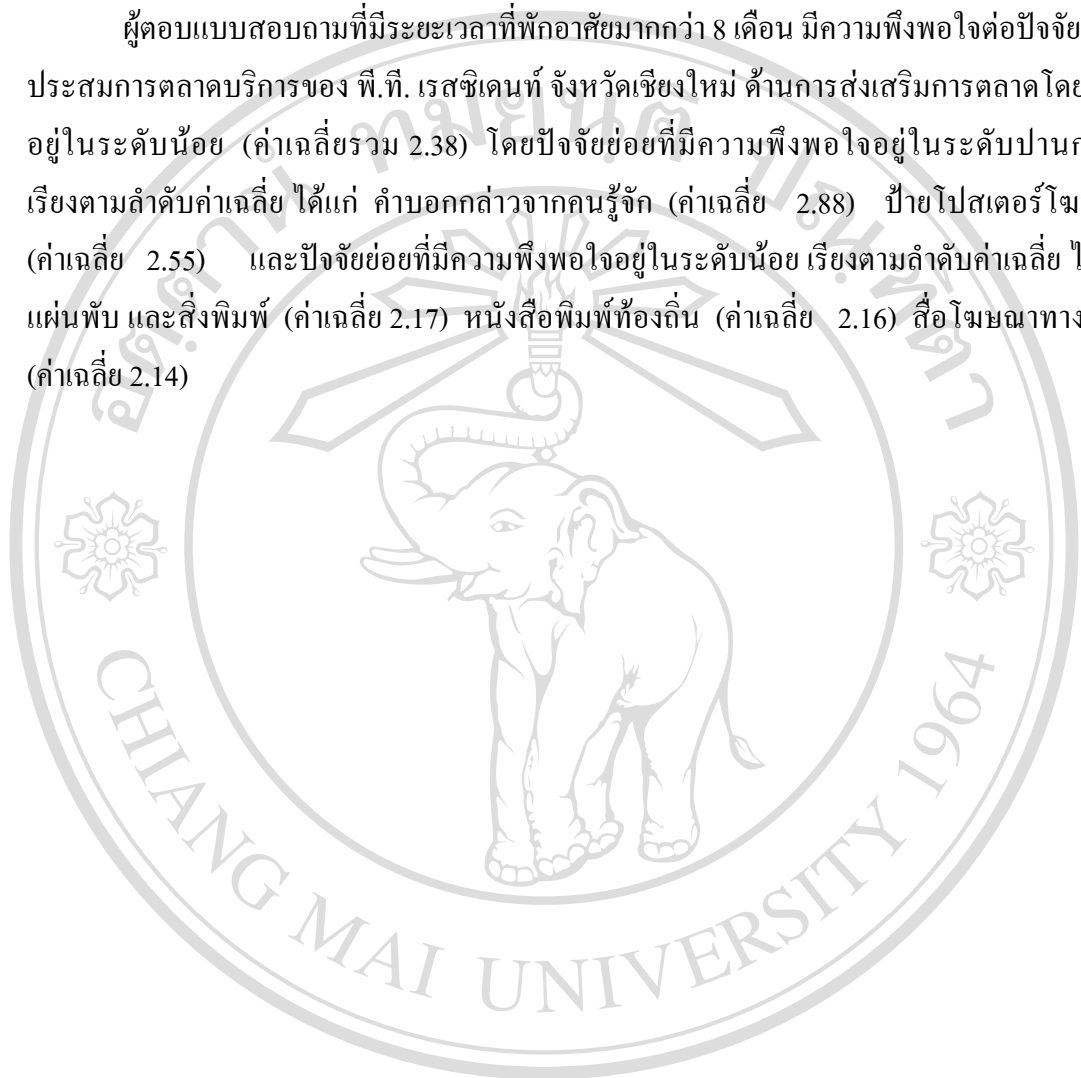 ผู้ตอบแบบสอบถามที่มีระยะเวลาที่พักอาศัยมากกว่า 8 เดือน มีความพึงพอใจต่อปัจจัย
ประสมการตลาดบริการของ พี.ที. เรสซิเดนท์ จังหวัดเชียงใหม่ ด้านการส่งเสริมการตลาดโดย
อยู่ในระดับน้อย (ค่าเฉลี่ยรวม 2.38) โดยปัจจัยย่อยที่มีความพึงพอใจอยู่ในระดับปานก
เรียงตามลำดับค่าเฉลี่ย ได้แก่ คำบอกกล่าวจากคนรู้จัก (ค่าเฉลี่ย 2.88) ป้ายโปสเตอร์โฆ
(ค่าเฉลี่ย 2.55) และปัจจัยย่อยที่มีความพึงพอใจอยู่ในระดับน้อย เรียงตามลำดับค่าเฉลี่ย ไ
แผ่นพับ และสิ่งพิมพ์ (ค่าเฉลี่ย 2.17) หนังสือพิมพ์ท้องถิ่น (ค่าเฉลี่ย 2.16) สื่อโฆษณาทาง
(ค่าเฉลี่ย 2.14)
อตฺตานํ ทมยนฺติ ปณฺฑิตา
CHIANG MAI UNIVERSITY 1964